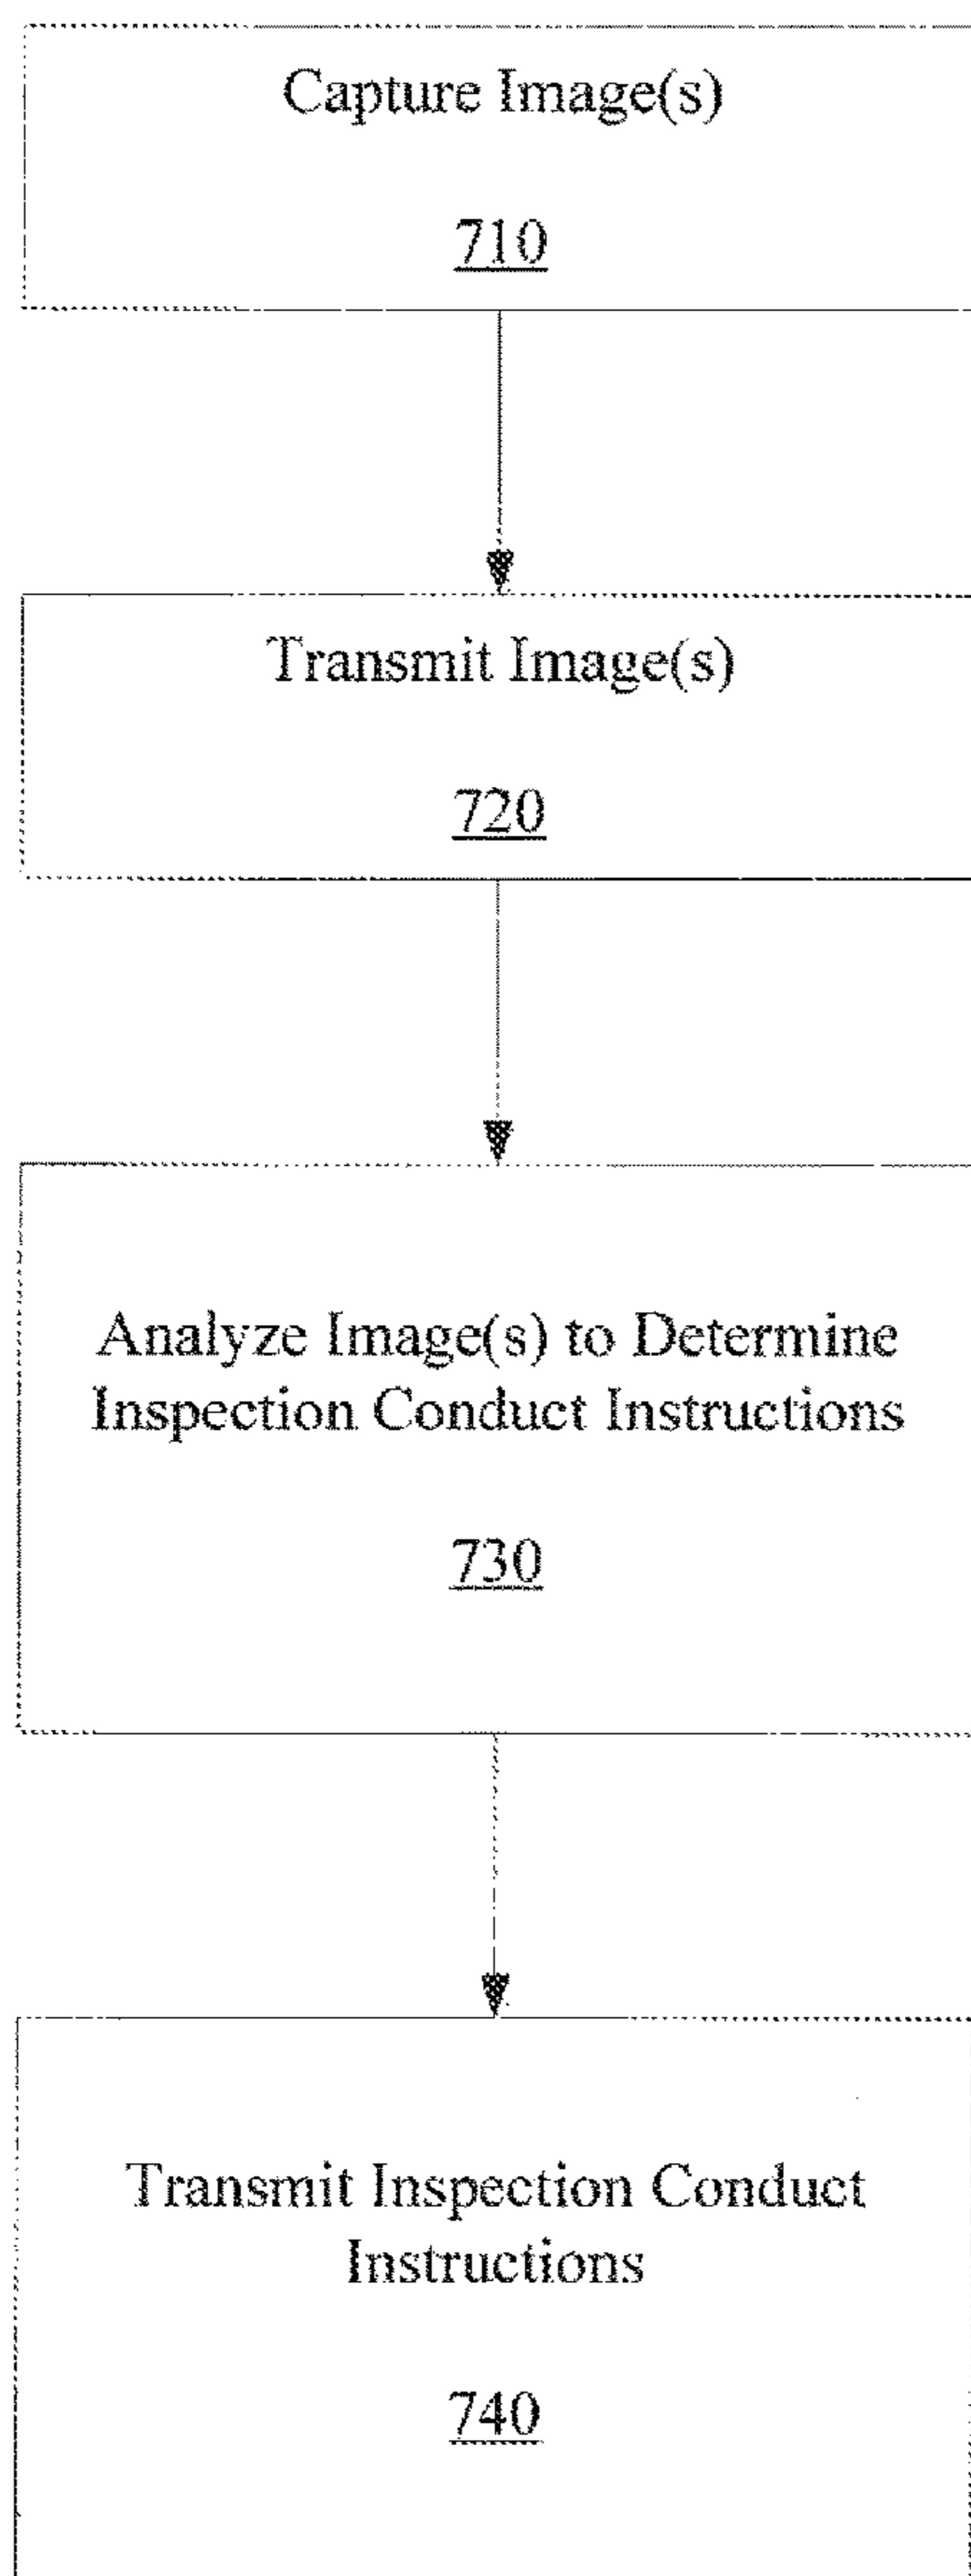 Capture Image(s)
710
Transmit Image(s)
720
Analyze Image(s) to Determine
Inspection Conduct Instructions
730
Transmit Inspection Conduct
Instructions
740